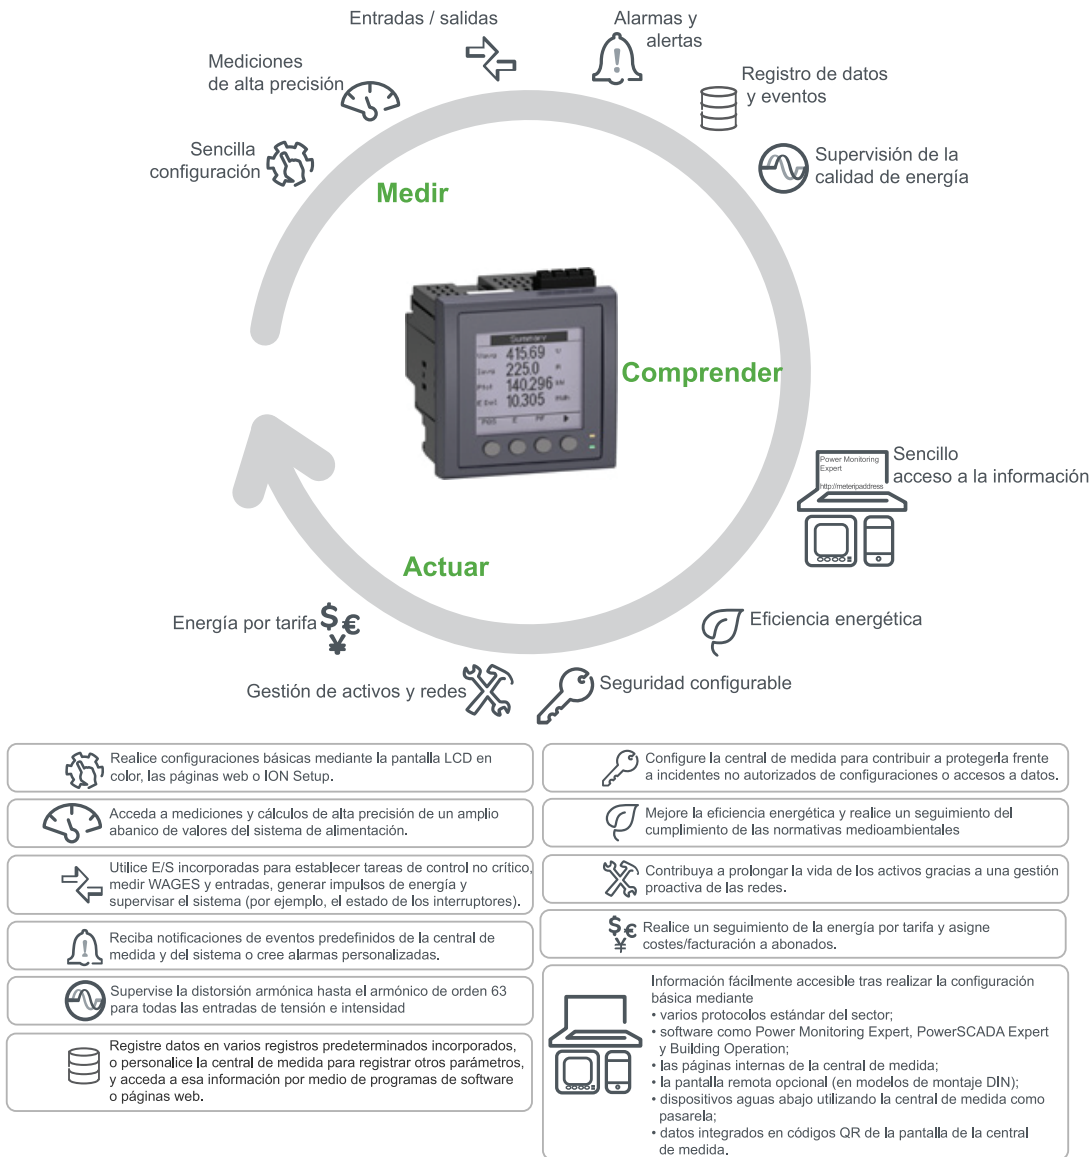 Entradas / salidas
Alarmas y
alertas
Mediciones
de alta precisión
Registro de datos
y eventos
Sencilla
configuración
Supervisión de la
calidad de energía
Medir
Summary
Vavg 415.69 V
Iavg 225.0 A
Ptot 140.296 kW
E Del 10.305 MWh
PQS E PF
Comprender
Power Monitoring
Expert
http://meteripaddress
Sencillo
acceso a la información
Actuar
Energía por tarifa
$ € ¥
Eficiencia energética
Gestión de activos y redes
Seguridad configurable
Realice configuraciones básicas mediante la pantalla LCD en
color, las páginas web o ION Setup.
Acceda a mediciones y cálculos de alta precisión de un amplio
abanico de valores del sistema de alimentación.
Utilice E/S incorporadas para establecer tareas de control no crítico,
medir WAGES y entradas, generar impulsos de energía y
supervisar el sistema (por ejemplo, el estado de los interruptores).
Reciba notificaciones de eventos predefinidos de la central de
medida y del sistema o cree alarmas personalizadas.
Supervise la distorsión armónica hasta el armónico de orden 63
para todas las entradas de tensión e intensidad
Registre datos en varios registros predeterminados incorporados,
o personalice la central de medida para registrar otros parámetros,
y acceda a esa información por medio de programas de software
o páginas web.
Configure la central de medida para contribuir a protegerla frente
a incidentes no autorizados de configuraciones o accesos a datos.
Mejore la eficiencia energética y realice un seguimiento del
cumplimiento de las normativas medioambientales
Contribuya a prolongar la vida de los activos gracias a una gestión
proactiva de las redes.
$ € ¥
Realice un seguimiento de la energía por tarifa y asigne
costes/facturación a abonados.
Información fácilmente accesible tras realizar la configuración
básica mediante
• varios protocolos estándar del sector;
• software como Power Monitoring Expert, PowerSCADA Expert
y Building Operation;
• las páginas internas de la central de medida;
• la pantalla remota opcional (en modelos de montaje DIN);
• dispositivos aguas abajo utilizando la central de medida como
pasarela;
• datos integrados en códigos QR de la pantalla de la central
de medida.